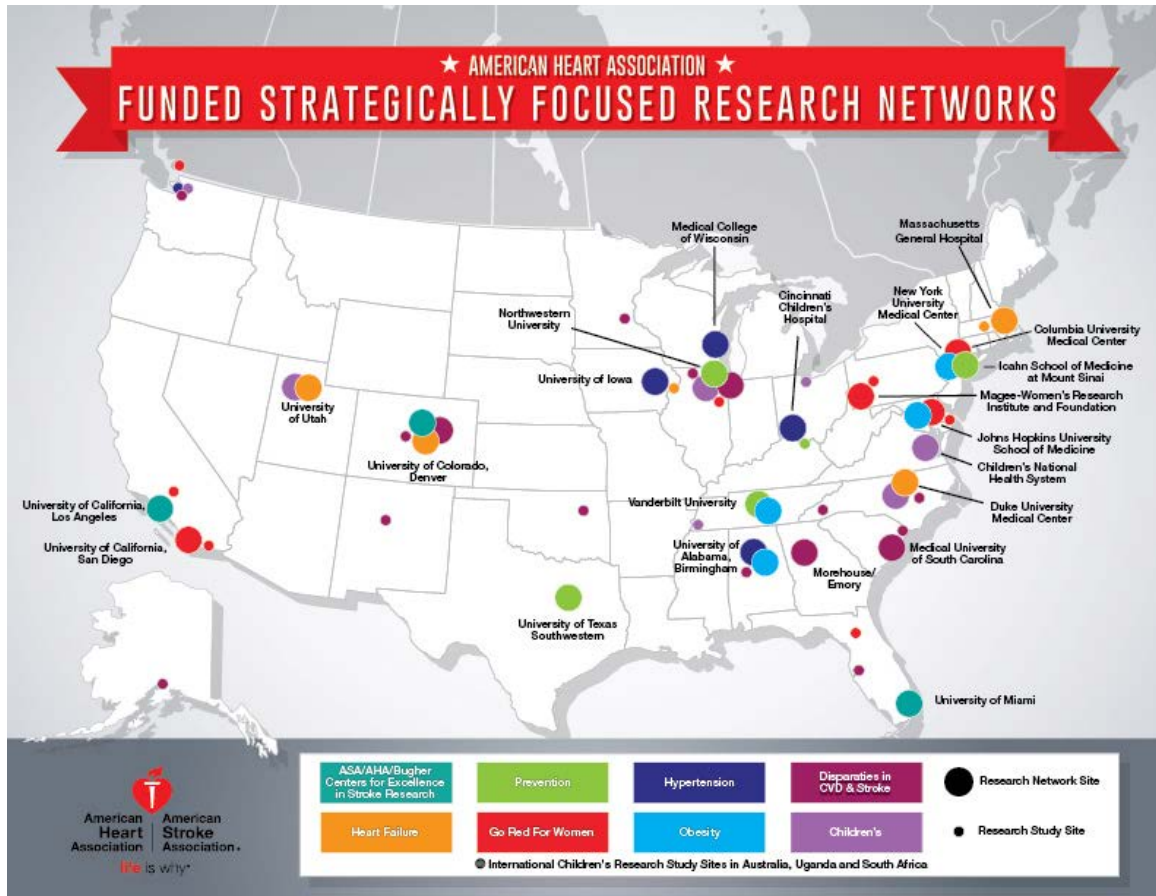 ★ AMERICAN HEART ASSOCIATION ★
FUNDED STRATEGICALLY FOCUSED RESEARCH NETWORKS
Medical College
of Wisconsin
Massachusetts
General Hospital
Cincinnati
Children's
Hospital
New York
University
Medical Center
Northwestern
University
Columbia University
Medical Center
Icahn School of Medicine
at Mount Sinai
University of Iowa
University
of Utah
Magee-Women's Research
Institute and Foundation
Johns Hopkins University
School of Medicine
University of Colorado,
Denver
Children's National
Health System
University of California,
Los Angeles
Vanderbilt University
Duke University
Medical Center
University of California,
San Diego
University of
Alabama,
Birmingham
Medical University
of South Carolina
Morehouse/
Emory
University of Texas
Southwestern
University of Miami
ASA/AHA/Bugher
Centers for Excellence
in Stroke Research
Prevention
Hypertension
Disparaties in
CVD & Stroke
Research Network Site
Heart Failure
Go Red For Women
Obesity
Children's
Research Study Site
International Children's Research Study Sites in Australia, Uganda and South Africa
American
Heart
Association
American
Stroke
Association®
life is why™